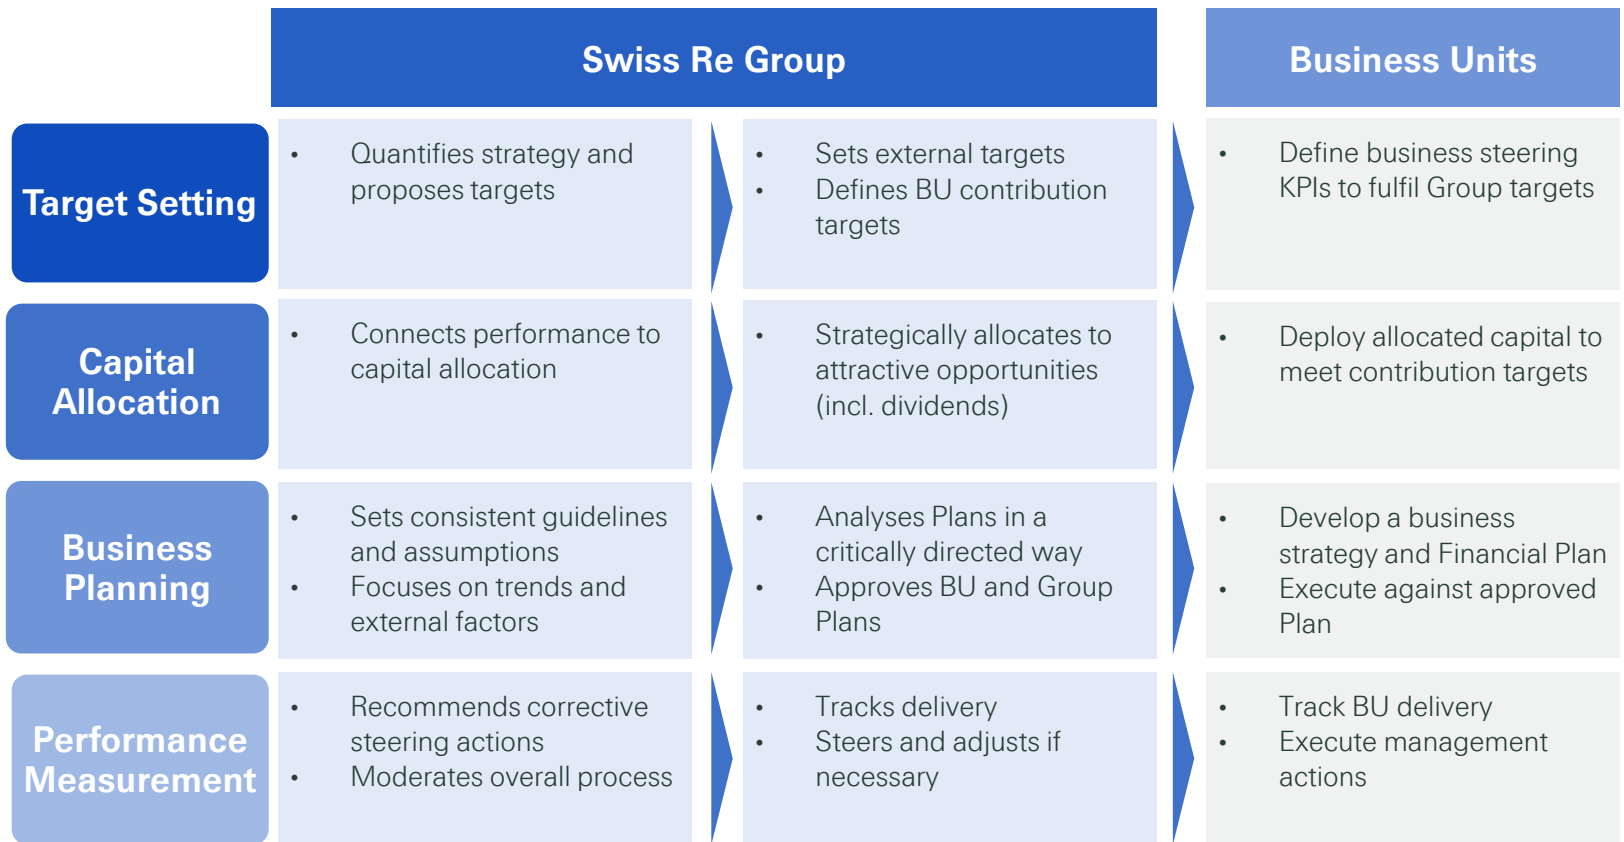 Swiss Re Group
Business Units
Target Setting
• Quantifies strategy and
proposes targets
• Sets external targets
• Defines BU contribution
targets
• Define business steering
KPIs to fulfil Group targets
Capital
Allocation
• Connects performance to
capital allocation
• Strategically allocates to
attractive opportunities
(incl. dividends)
• Deploy allocated capital to
meet contribution targets
Business
Planning
• Sets consistent guidelines
and assumptions
• Focuses on trends and
external factors
• Analyses Plans in a
critically directed way
• Approves BU and Group
Plans
• Develop a business
strategy and Financial Plan
• Execute against approved
Plan
Performance
Measurement
• Recommends corrective
steering actions
• Moderates overall process
• Tracks delivery
• Steers and adjusts if
necessary
• Track BU delivery
• Execute management
actions